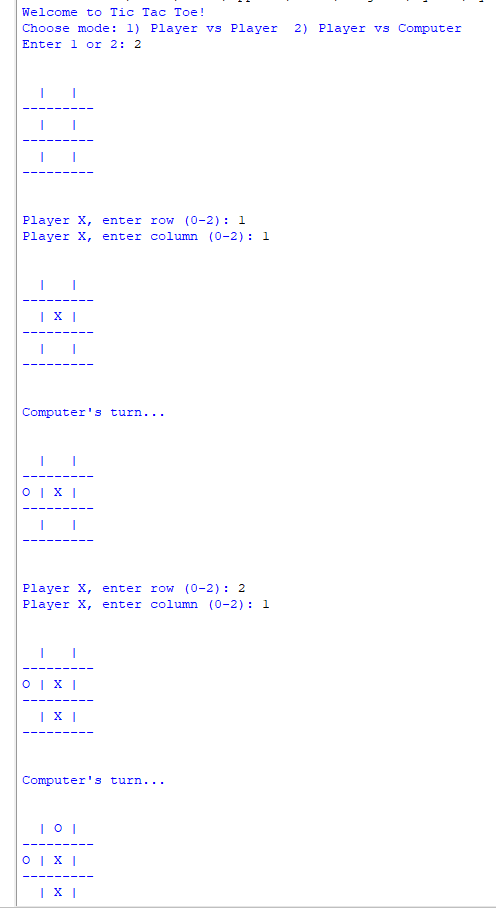 Welcome to Tic Tac Toe!
Choose mode: 1) Player vs Player  2) Player vs Computer
Enter 1 or 2: 2
  |   |
---------
  |   |
---------
  |   |
---------
Player X, enter row (0-2): 1
Player X, enter column (0-2): 1
  |   |
---------
  | X |
---------
  |   |
---------
Computer's turn...
  |   |
---------
O | X |
---------
  |   |
---------
Player X, enter row (0-2): 2
Player X, enter column (0-2): 1
  |   |
---------
O | X |
---------
  | X |
---------
Computer's turn...
  | O |
---------
O | X |
---------
  | X |